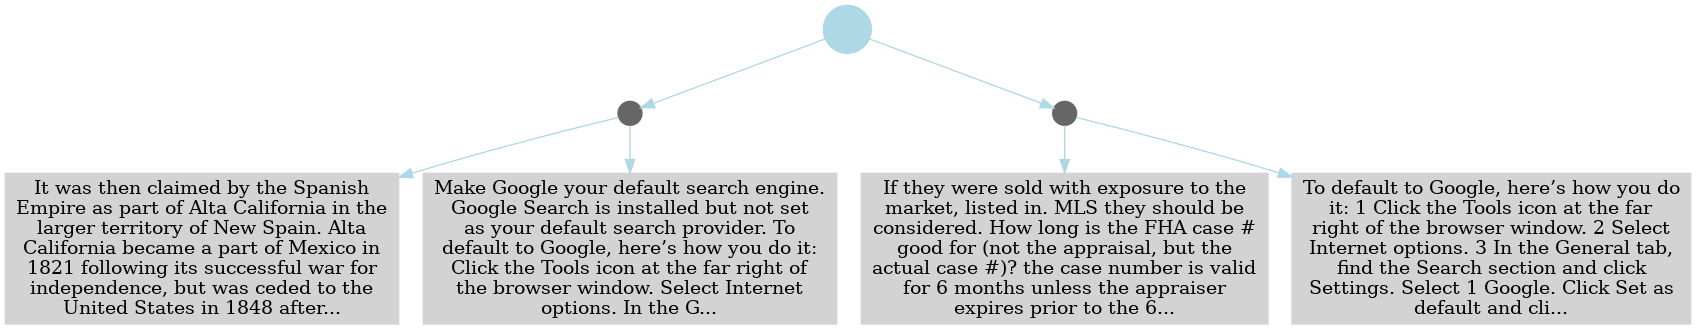 It was then claimed by the Spanish
Empire as part of Alta California in the
larger territory of New Spain. Alta
California became a part of Mexico in
1821 following its successful war for
independence, but was ceded to the
United States in 1848 after...
Make Google your default search engine.
Google Search is installed but not set
as your default search provider. To
default to Google, here’s how you do it:
Click the Tools icon at the far right of
the browser window. Select Internet
options. In the G...
If they were sold with exposure to the
market, listed in. MLS they should be
considered. How long is the FHA case #
good for (not the appraisal, but the
actual case #)? the case number is valid
for 6 months unless the appraiser
expires prior to the 6...
To default to Google, here’s how you do
it: 1 Click the Tools icon at the far
right of the browser window. 2 Select
Internet options. 3 In the General tab,
find the Search section and click
Settings. Select 1 Google. Click Set as
default and cli...